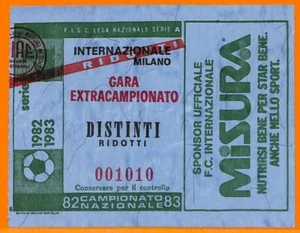 F.I.G.C. LEGA NAZIONALE SERIE A
INTERNAZIONALE
MILANO
RIDOTTI
GARA
EXTRACAMPIONATO
DISTINTI
RIDOTTI
001010
Conservare per il controllo
82 CAMPIONATO 83
NAZIONALE
serie
1982
1983
SPONSOR UFFICIALE
F.C. INTERNAZIONALE
MISURA
NUTRIRSI BENE PER STAR BENE.
ANCHE NELLO SPORT.